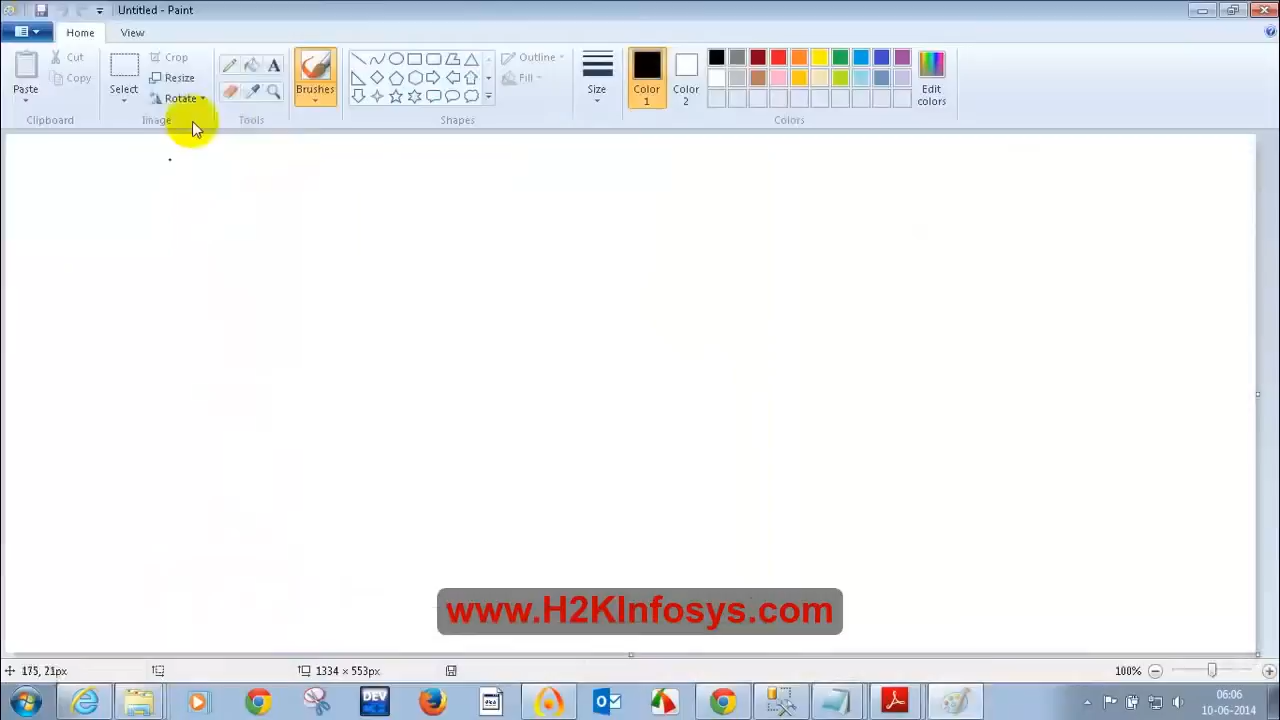 Untitled - Paint
Home View
Paste
Cut
Copy
Clipboard
Select
Crop
Resize
Rotate
Image
A
Tools
Brushes
Shapes
Outline
Fill
Size
Color 1
Color 2
Edit colors
Colors
www.H2KInfosys.com
175, 21px
1334 × 553px
100%
DEV
06:06
10-06-2014